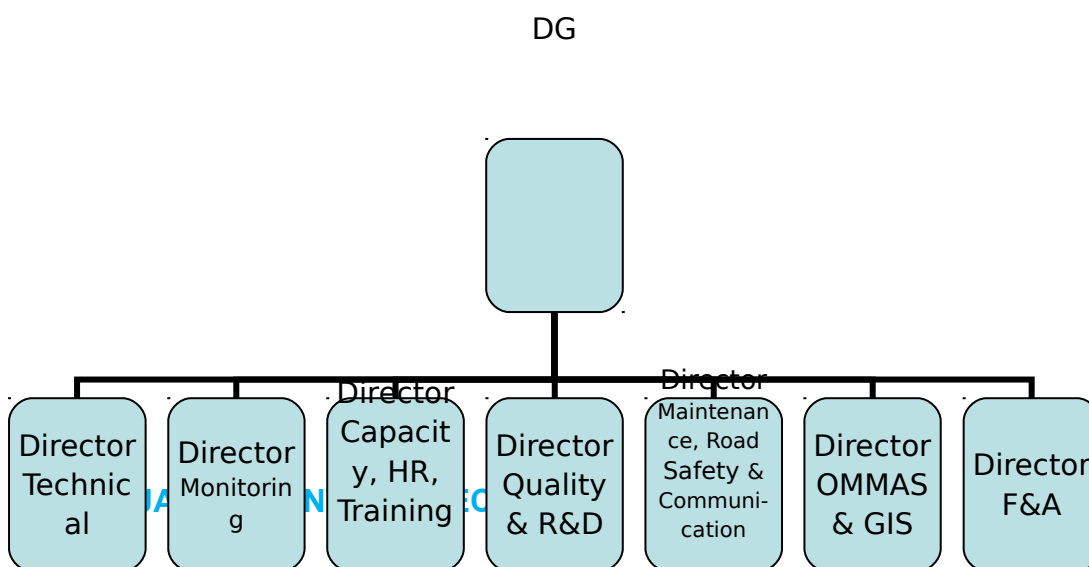 DG
Director
Technic
al
Director
Monitorin
g
Director
Capacit
y, HR,
Training
Director
Quality
& R&D
Director
Maintenan
ce, Road
Safety &
Communi-
cation
Director
OMMAS
& GIS
Director
F&A